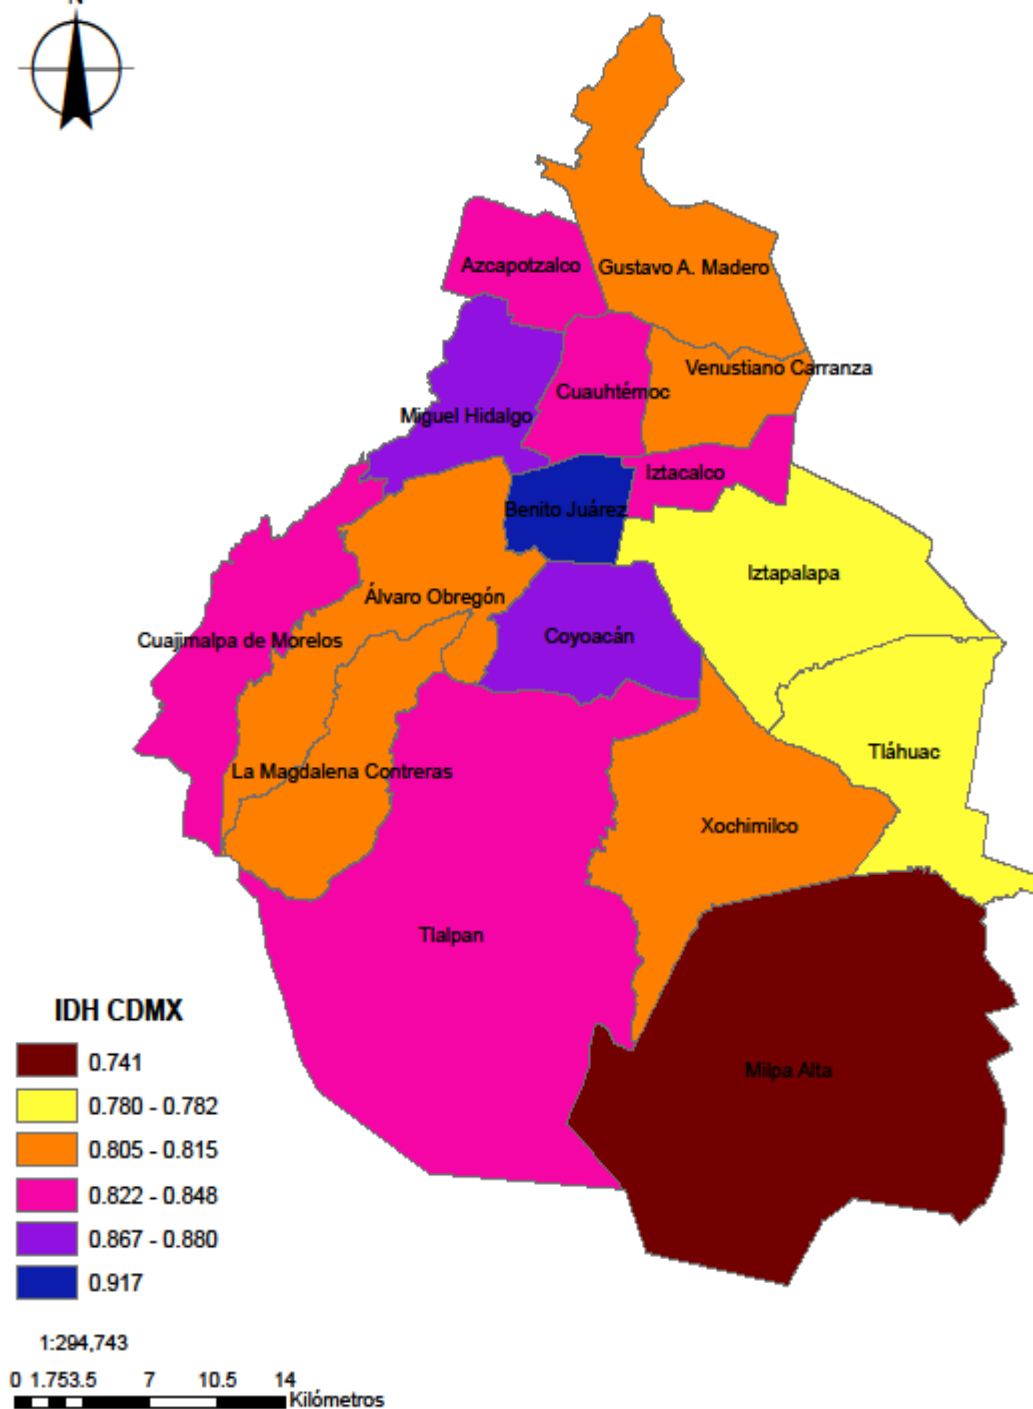 N
Azcapotzalco
Gustavo A. Madero
Venustiano Carranza
Cuauhtémoc
Miguel Hidalgo
Iztacalco
Benito Juárez
Iztapalapa
Álvaro Obregón
Coyoacán
Cuajimalpa de Morelos
Tláhuac
La Magdalena Contreras
Xochimilco
Tlalpan
Milpa Alta
IDH CDMX
0.741
0.780 - 0.782
0.805 - 0.815
0.822 - 0.848
0.867 - 0.880
0.917
1:294,743
0 1.753.5 7 10.5 14
Kilómetros